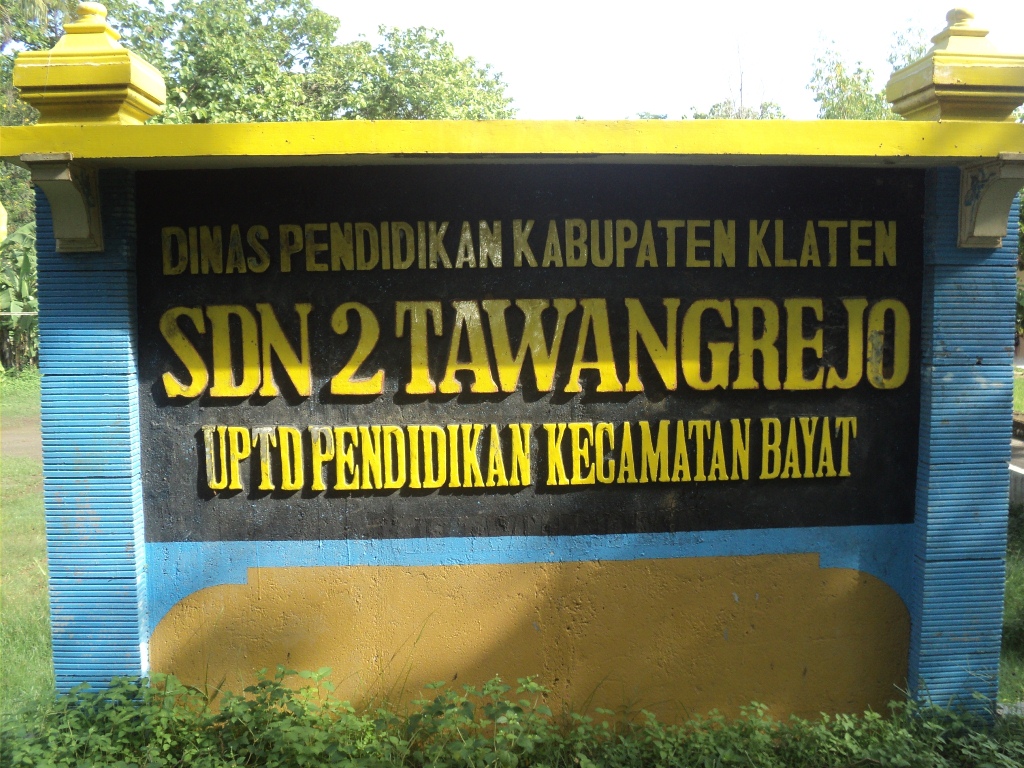 DINAS PENDIDIKAN KABUPATEN KLATEN
SDN 2 TAWANGREJO
UPTD PENDIDIKAN KECAMATAN BAYAT